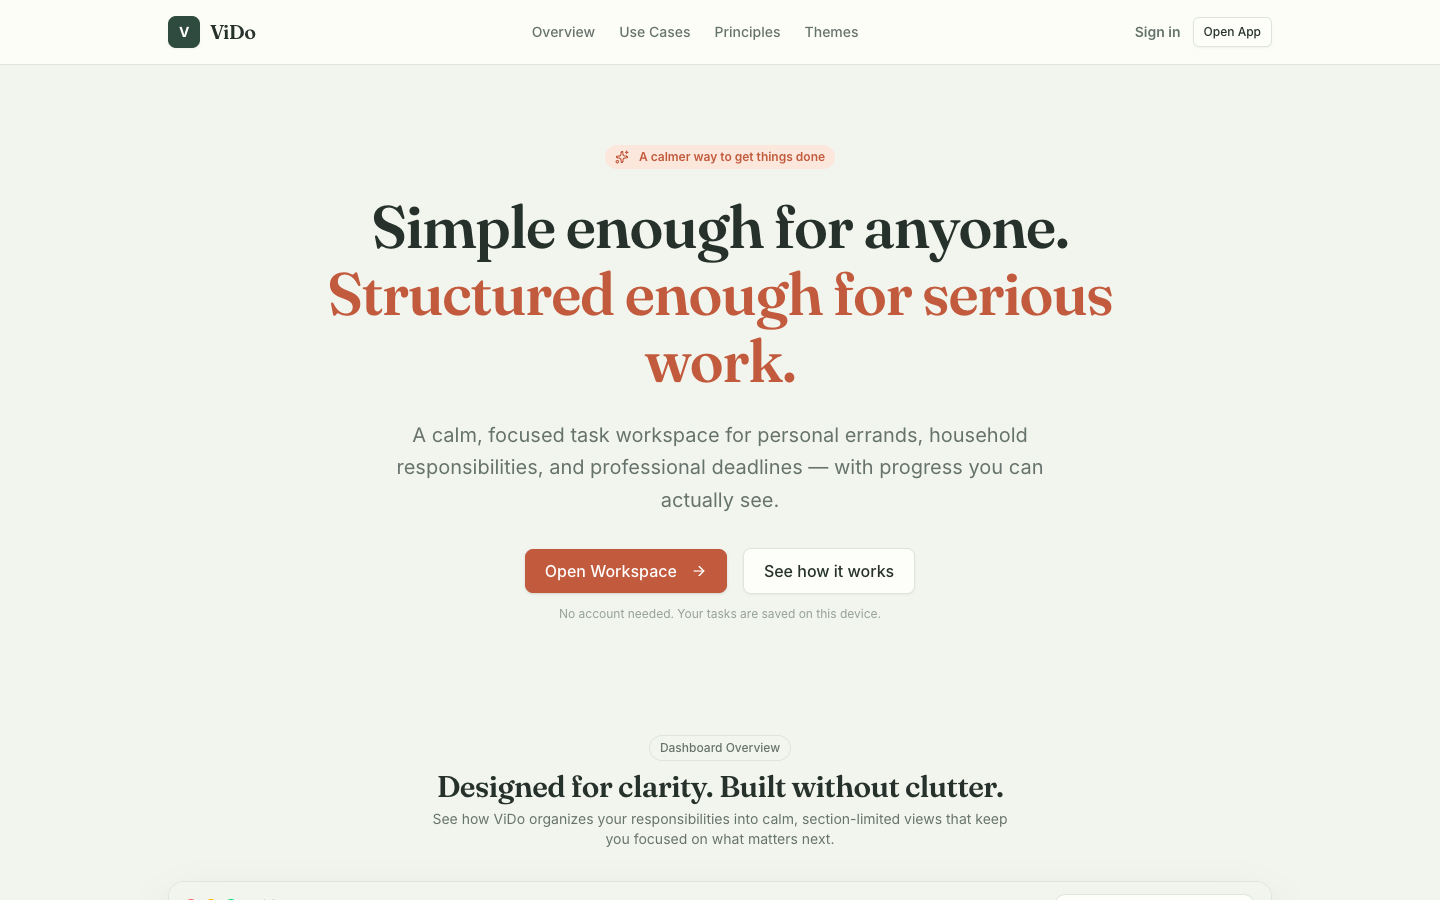 V ViDo
Overview Use Cases Principles Themes
Sign in Open App
A calmer way to get things done
Simple enough for anyone.
Structured enough for serious
work.
A calm, focused task workspace for personal errands, household
responsibilities, and professional deadlines — with progress you can
actually see.
Open Workspace → See how it works
No account needed. Your tasks are saved on this device.
Dashboard Overview
Designed for clarity. Built without clutter.
See how ViDo organizes your responsibilities into calm, section-limited views that keep
you focused on what matters next.